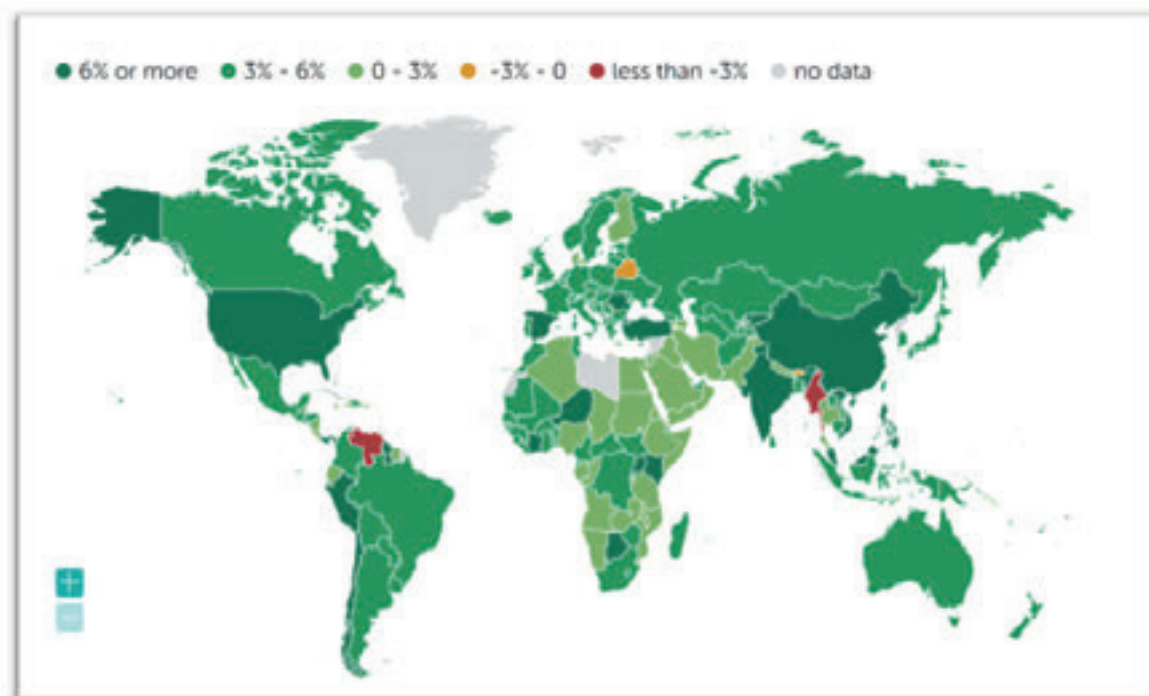 6% or more 3% - 6% 0 - 3% -3% - 0 less than -3% no data